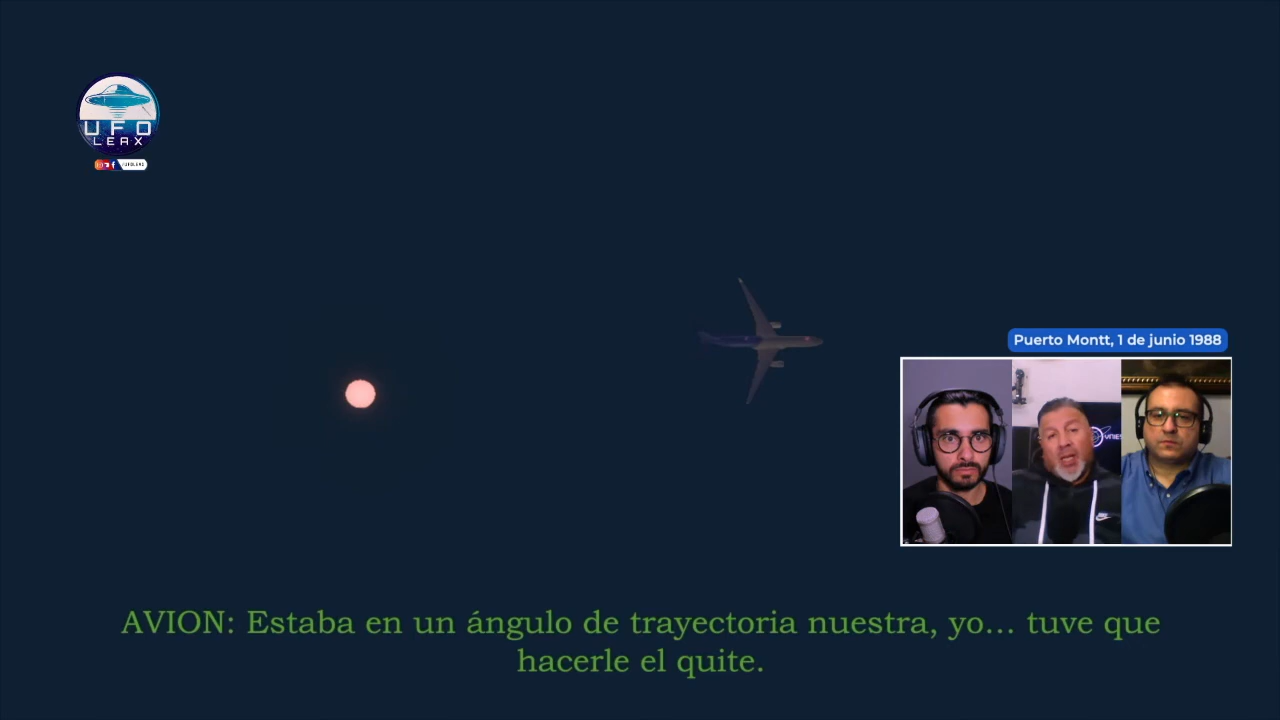 UFO
LEAX
Puerto Montt, 1 de junio 1988
AVION: Estaba en un ángulo de trayectoria nuestra, yo... tuve que
hacerle el quite.